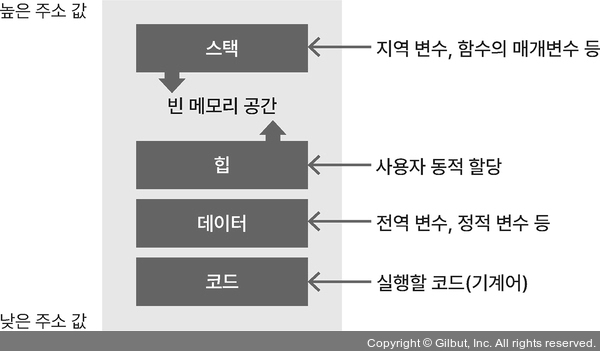 높은 주소 값
스택
지역 변수, 함수의 매개변수 등
빈 메모리 공간
힙
사용자 동적 할당
데이터
전역 변수, 정적 변수 등
코드
실행할 코드(기계어)
낮은 주소 값
Copyright © Gilbut, Inc. All rights reserved.